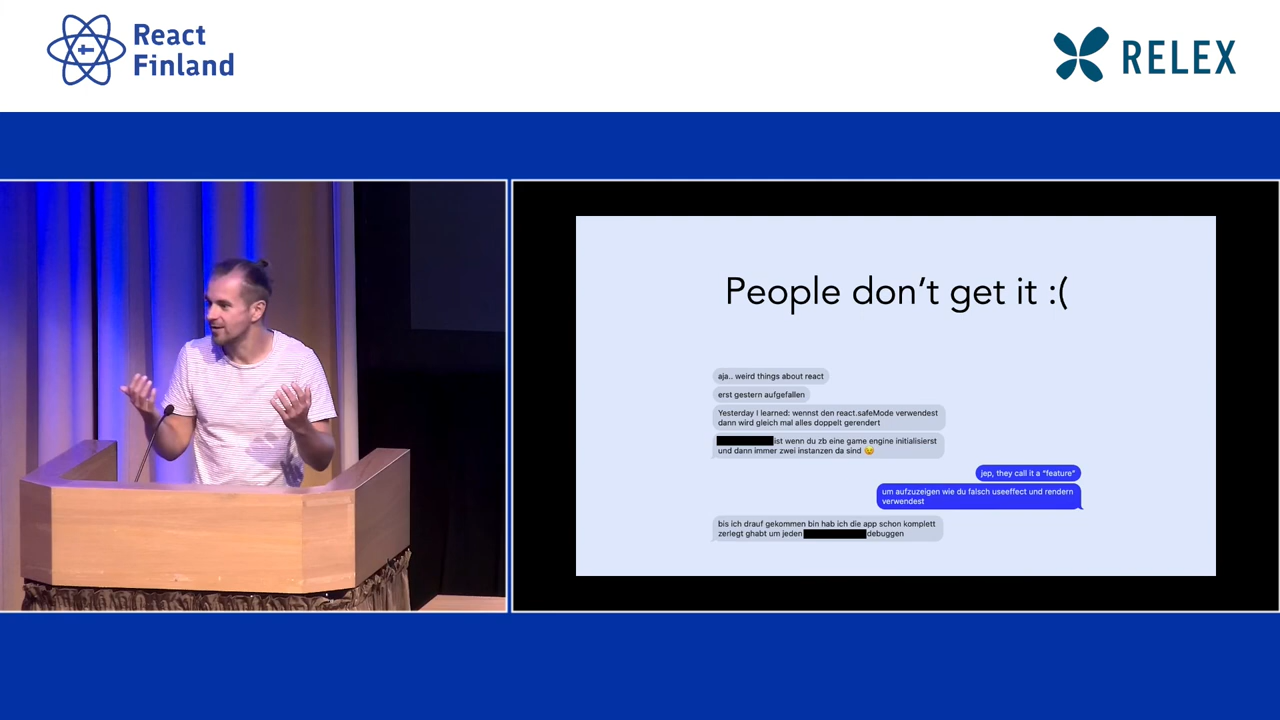 React
Finland
RELEX
People don't get it :(
aja.. weird things about react
erst gestern aufgefallen
Yesterday I learned: wennst den react.safeMode verwendest
dann wird gleich mal alles doppelt gerendert
ist wenn du zb eine game engine initialisierst
und dann immer zwei instanzen da sind 😅
jep, they call it a "feature"
um aufzuzeigen wie du falsch useeffect und rendern
verwendest
bis ich drauf gekommen bin hab ich die app schon komplett
zerlegt ghabt um jeden debuggen